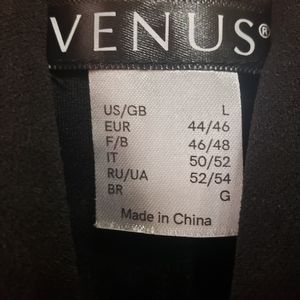 VENUS®
US/GB L
EUR 44/46
F/B 46/48
IT 50/52
RU/UA 52/54
BR G
Made in China